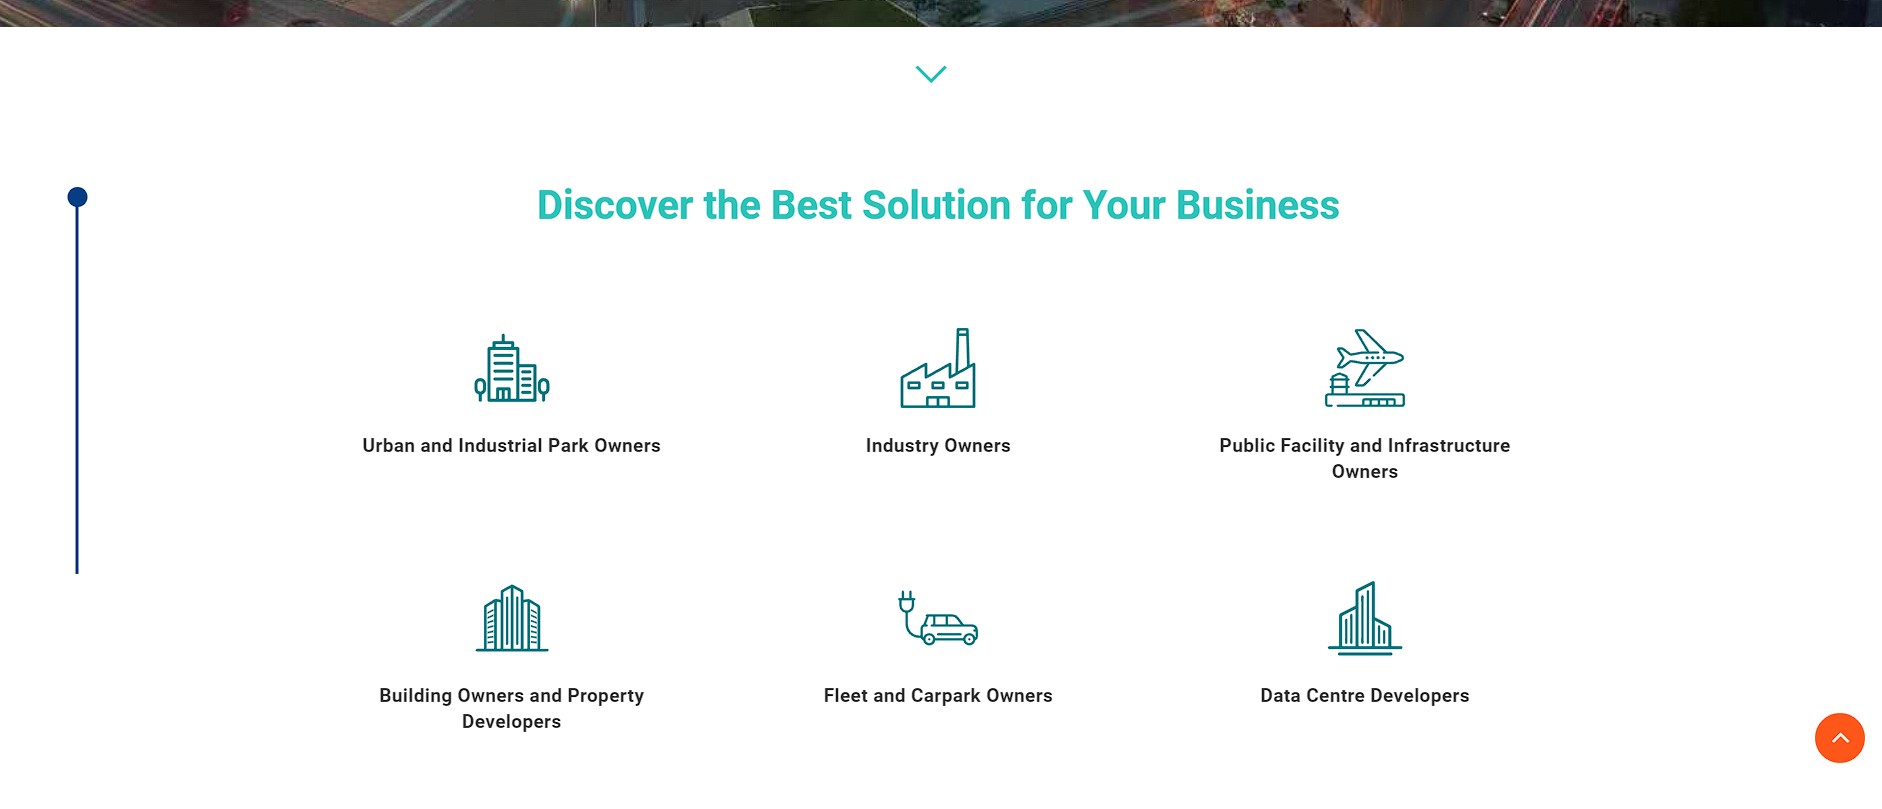 Discover the Best Solution for Your Business
Urban and Industrial Park Owners
Industry Owners
Public Facility and Infrastructure
Owners
Building Owners and Property
Developers
Fleet and Carpark Owners
Data Centre Developers